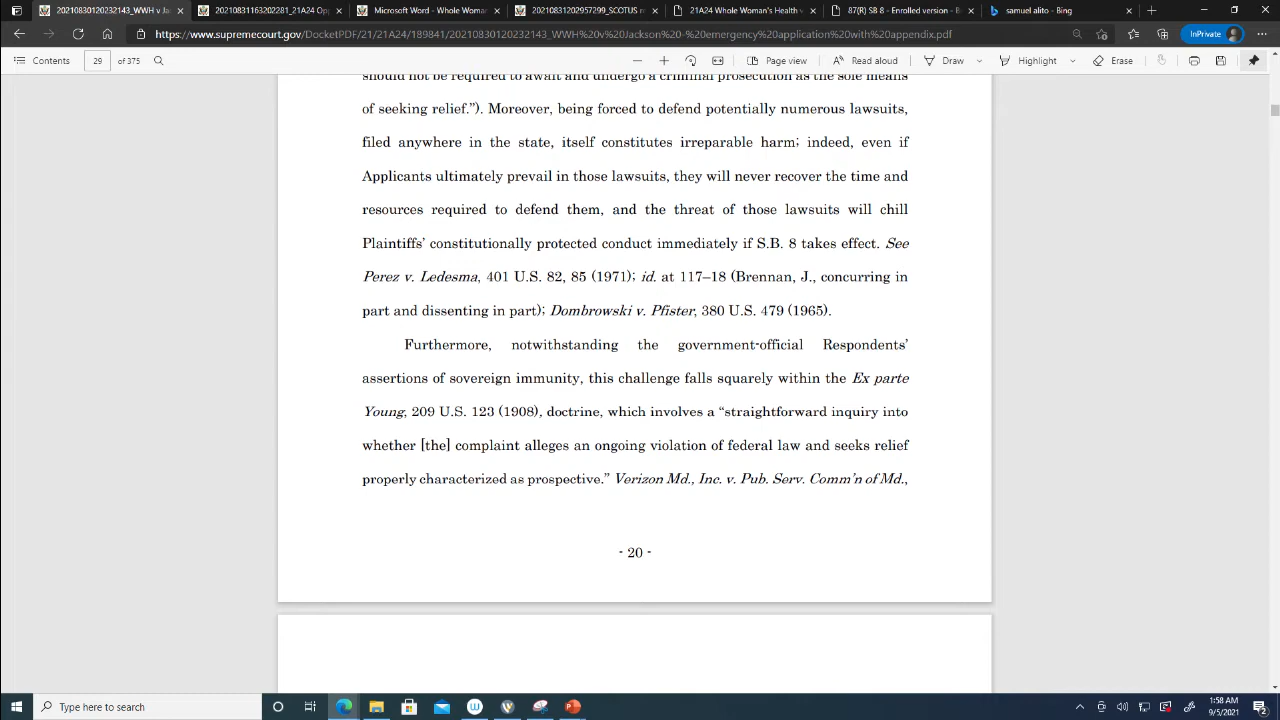 20210830120232143_WWH v Ja
20210831163202281_21A24 Opp
Microsoft Word - Whole Woman
20210831202957299_SCOTUS r
21A24 Whole Woman's Health v
87(R) SB 8 - Enrolled version - B
samuel alito - Bing
https://www.supremecourt.gov/DocketPDF/21/21A24/189841/20210830120232143_WWH%20v%20Jackson%20-%20emergency%20application%20with%20appendix.pdf
InPrivate
Contents
29 of 375
Page view
Read aloud
Draw
Highlight
Erase
should not be required to await and undergo a criminal prosecution as the sole means
of seeking relief.”). Moreover, being forced to defend potentially numerous lawsuits,
filed anywhere in the state, itself constitutes irreparable harm; indeed, even if
Applicants ultimately prevail in those lawsuits, they will never recover the time and
resources required to defend them, and the threat of those lawsuits will chill
Plaintiffs’ constitutionally protected conduct immediately if S.B. 8 takes effect. See
Perez v. Ledesma, 401 U.S. 82, 85 (1971); id. at 117–18 (Brennan, J., concurring in
part and dissenting in part); Dombrowski v. Pfister, 380 U.S. 479 (1965).
Furthermore, notwithstanding the government-official Respondents’
assertions of sovereign immunity, this challenge falls squarely within the Ex parte
Young, 209 U.S. 123 (1908), doctrine, which involves a “straightforward inquiry into
whether [the] complaint alleges an ongoing violation of federal law and seeks relief
properly characterized as prospective.” Verizon Md., Inc. v. Pub. Serv. Comm’n of Md.,
- 20 -
Type here to search
1:58 AM
9/5/2021